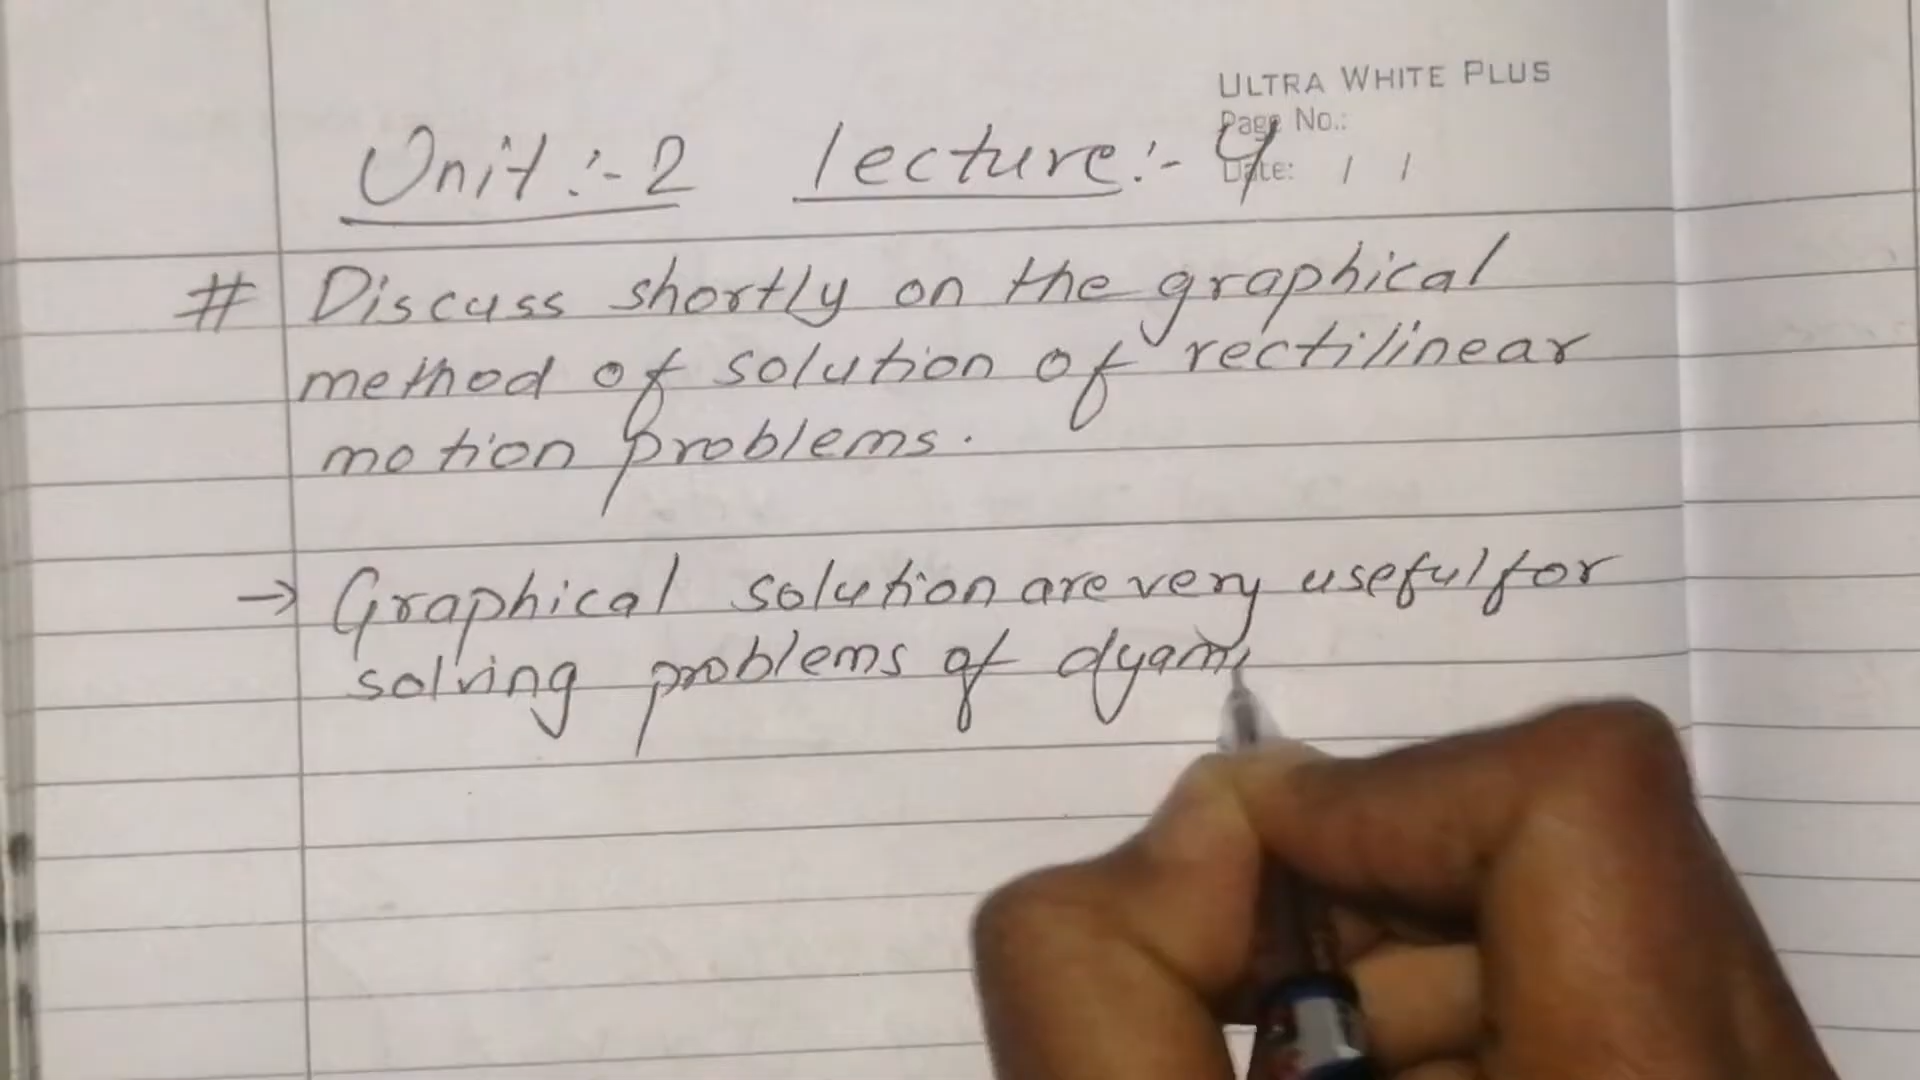 ULTRA WHITE PLUS
Page No.:
Date: / /
Unit :- 2 lecture :- 4
# Discuss shortly on the graphical
method of solution of rectilinear
motion problems.
→ Graphical solution are very useful for
solving problems of dyami